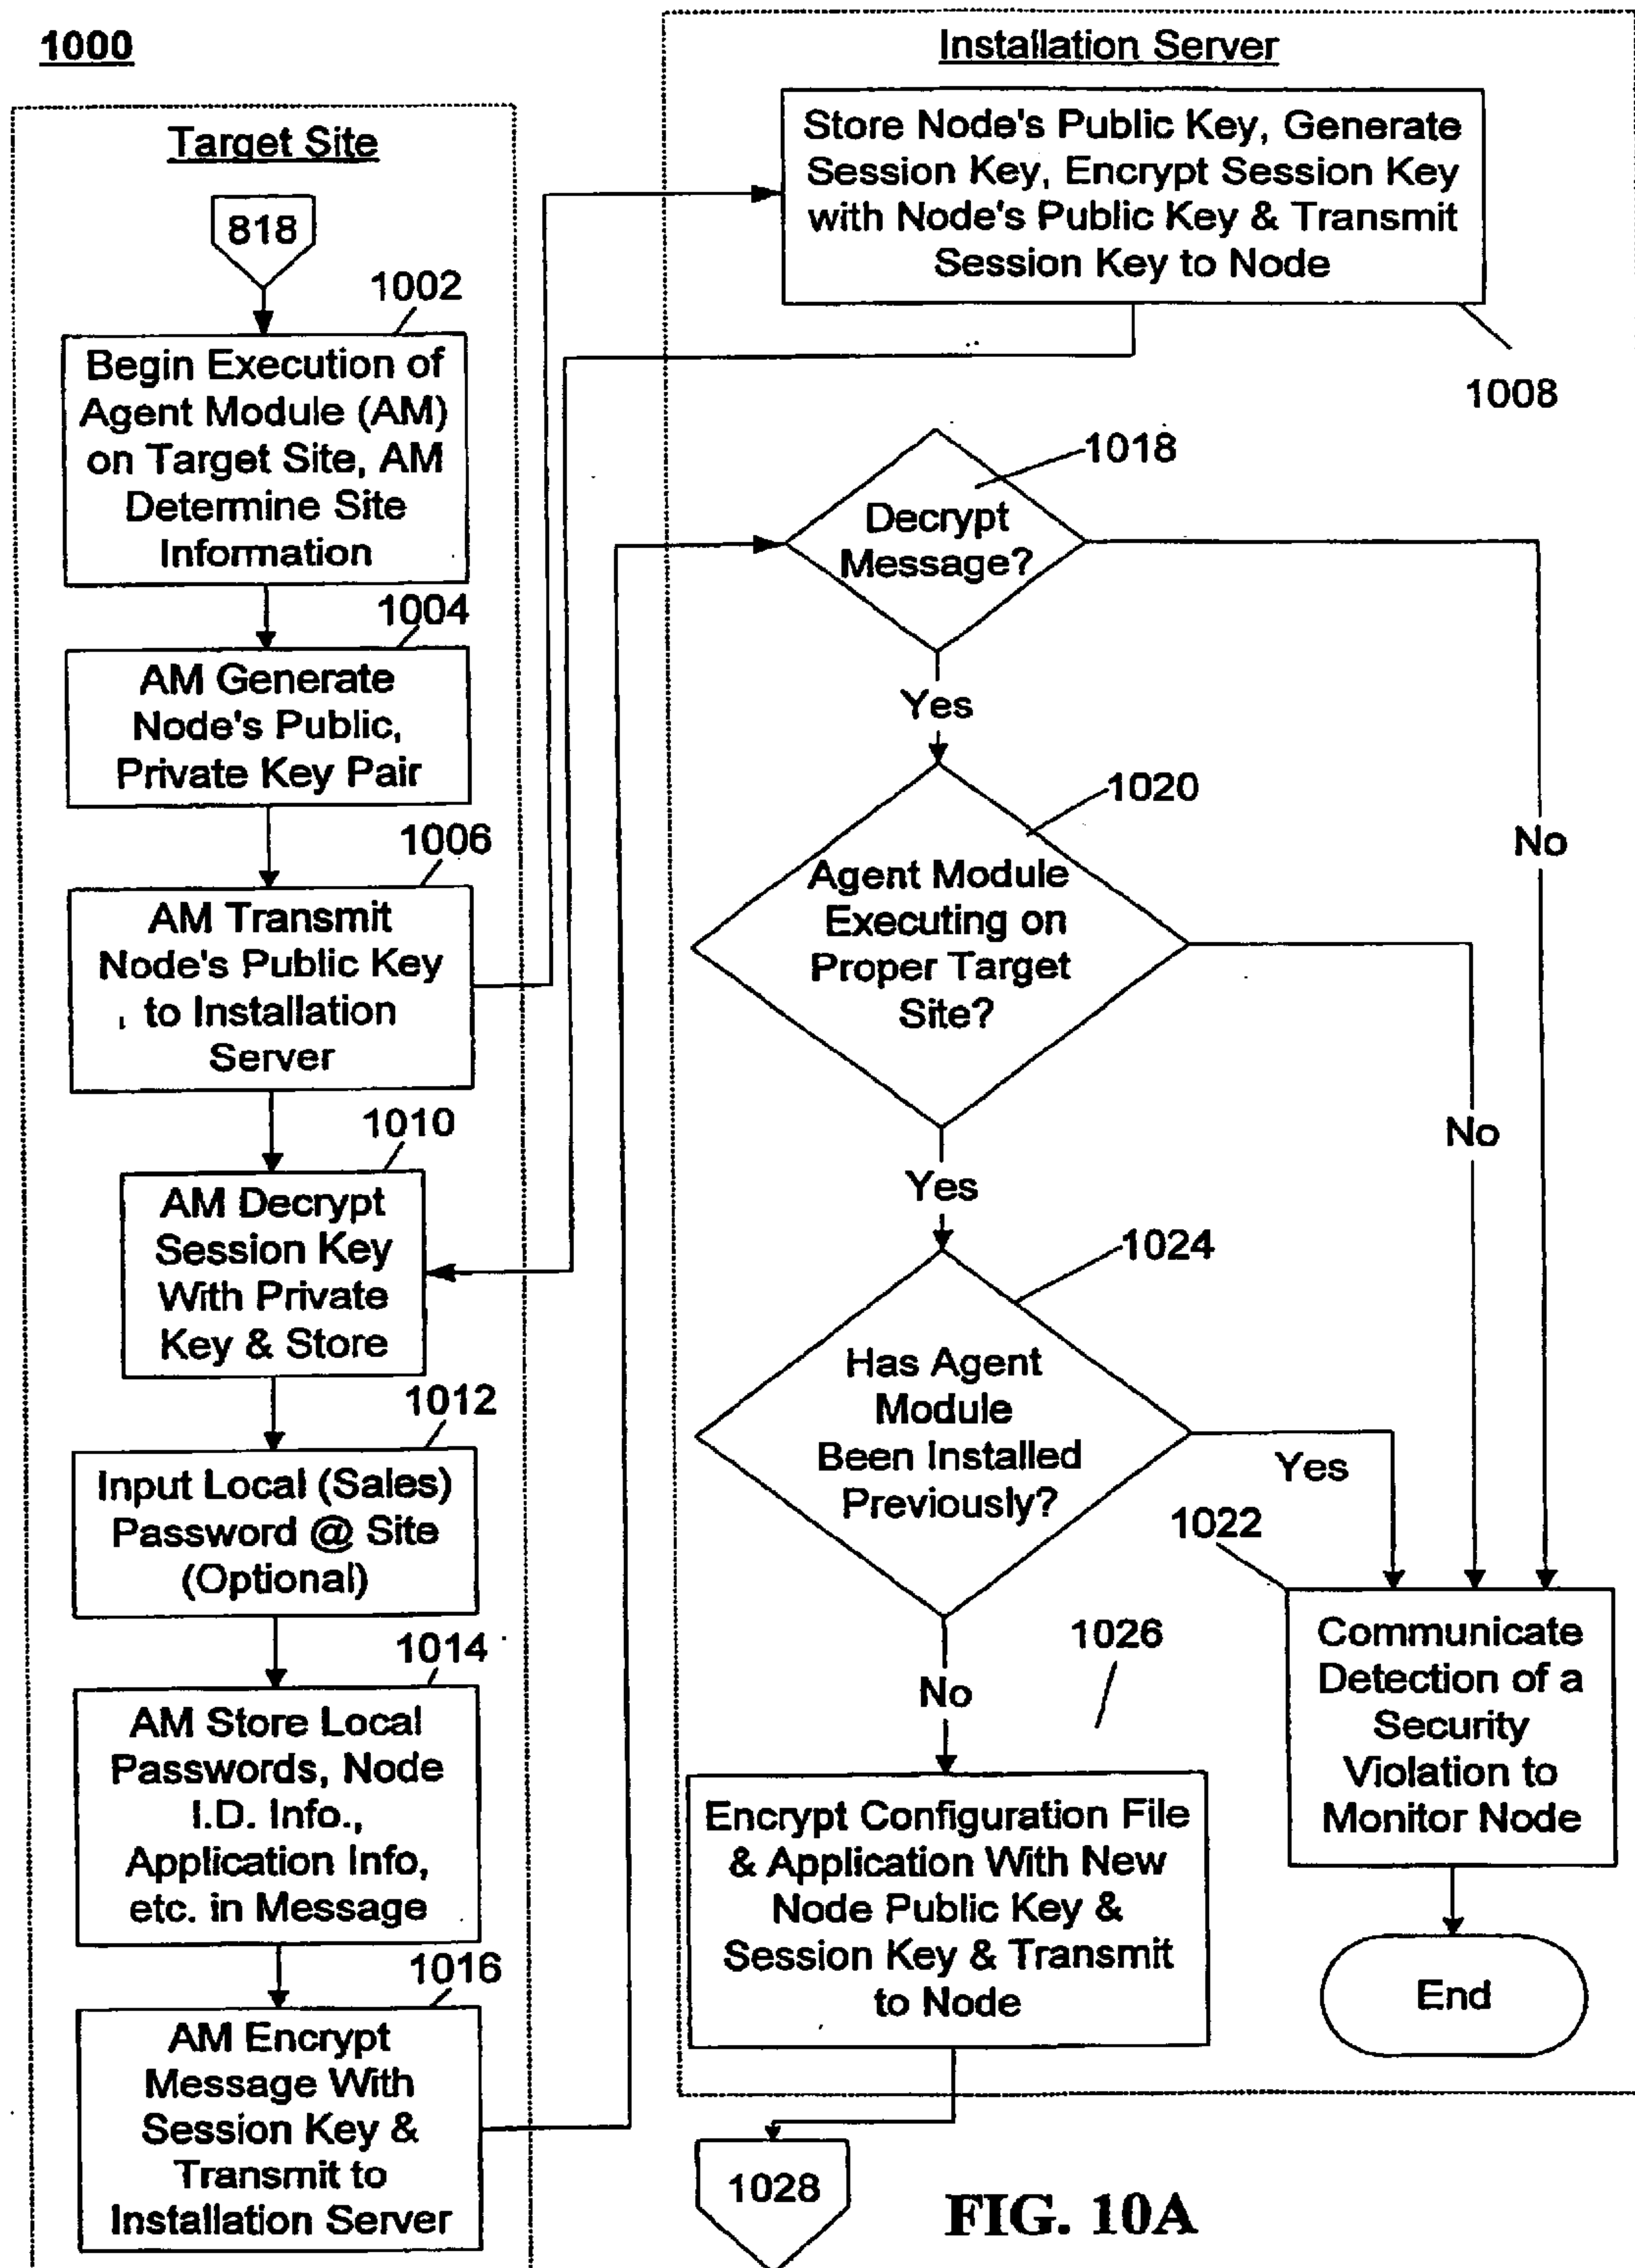 1000
Target Site
818
1002
Begin Execution of
Agent Module (AM)
on Target Site, AM
Determine Site
Information
1004
AM Generate
Node's Public,
Private Key Pair
1006
AM Transmit
Node's Public Key
to Installation
Server
1010
AM Decrypt
Session Key
With Private
Key & Store
1012
Input Local (Sales)
Password @ Site
(Optional)
1014
AM Store Local
Passwords, Node
I.D. Info.,
Application Info,
etc. in Message
1016
AM Encrypt
Message With
Session Key &
Transmit to
Installation Server
Installation Server
Store Node's Public Key, Generate
Session Key, Encrypt Session Key
with Node's Public Key & Transmit
Session Key to Node
1008
1018
Decrypt
Message?
Yes
No
1020
Agent Module
Executing on
Proper Target
Site?
No
Yes
1024
Has Agent
Module
Been Installed
Previously?
Yes
1022
No
1026
Communicate
Detection of a
Security
Violation to
Monitor Node
Encrypt Configuration File
& Application With New
Node Public Key &
Session Key & Transmit
to Node
End
1028
FIG. 10A